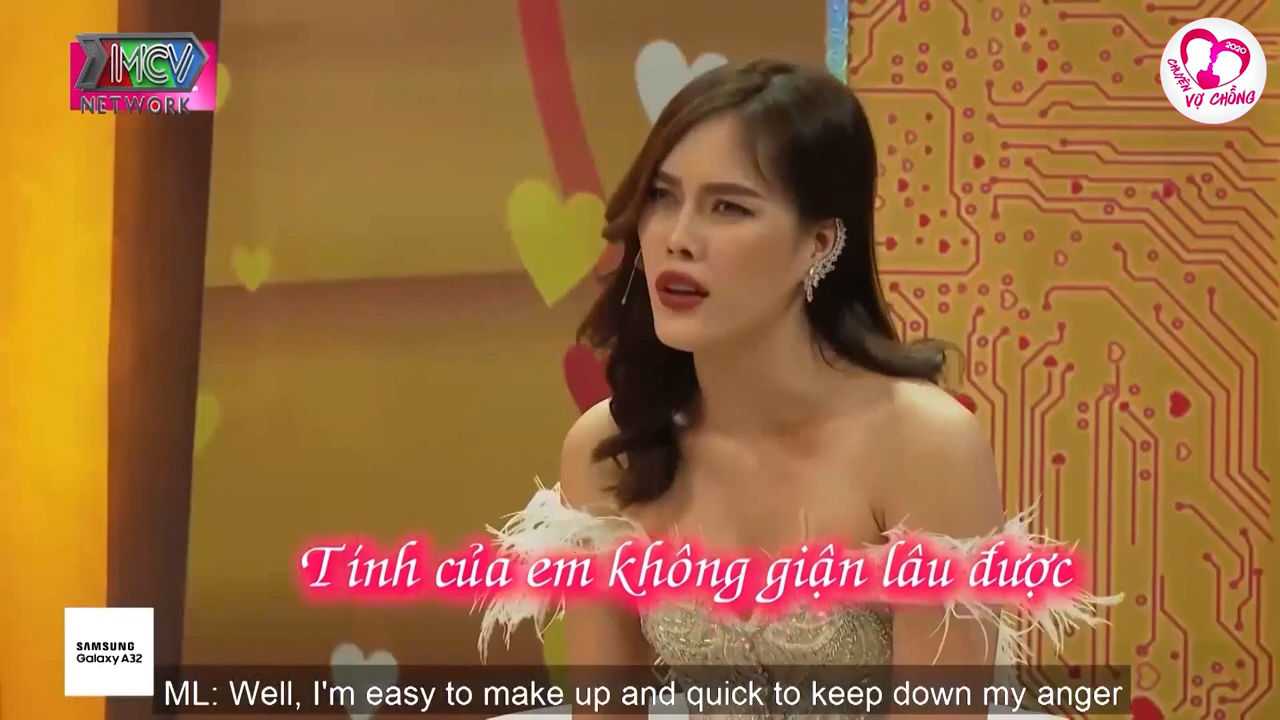 MCV
NETWORK
2020
CHUYỆN
VỢ CHỒNG
Tính của em không giận lâu được
SAMSUNG
Galaxy A32
ML: Well, I'm easy to make up and quick to keep down my anger